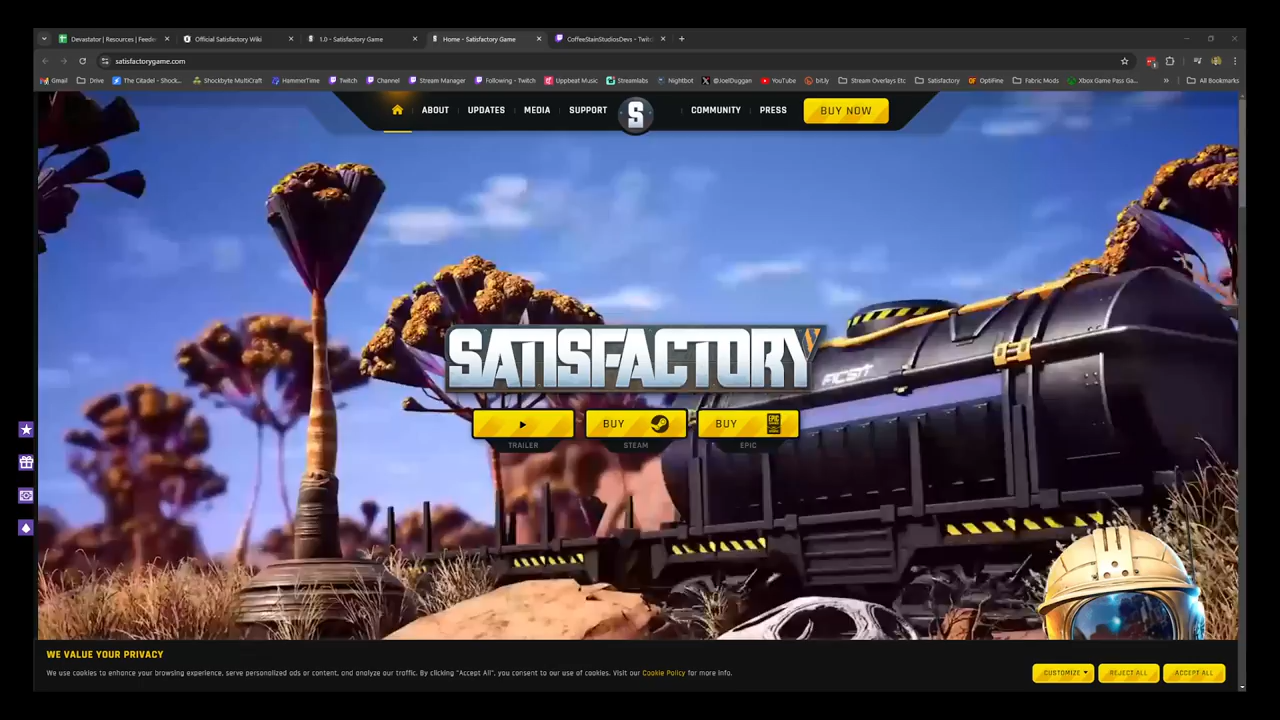 Devastator | Resources | Feede
Official Satisfactory Wiki
1.0 - Satisfactory Game
Home - Satisfactory Game
CoffeeStainStudiosDevs - Twitc
satisfactorygame.com
Gmail
Drive
The Citadel - Shock...
Shockbyte MultiCraft
HammerTime
Twitch
Channel
Stream Manager
Following - Twitch
Uppbeat Music
Streamlabs
Nightbot
@JoelDuggan
YouTube
bit.ly
Stream Overlays Etc
Satisfactory
OptiFine
Fabric Mods
Xbox Game Pass Ga...
All Bookmarks
ABOUT
UPDATES
MEDIA
SUPPORT
S
COMMUNITY
PRESS
BUY NOW
SATISFACTORY
FICSIT
BUY
BUY
EPIC GAMES
TRAILER
STEAM
EPIC
WE VALUE YOUR PRIVACY
We use cookies to enhance your browsing experience, serve personalized ads or content, and analyze our traffic. By clicking "Accept All", you consent to our use of cookies. Visit our Cookie Policy for more info.
CUSTOMIZE
REJECT ALL
ACCEPT ALL